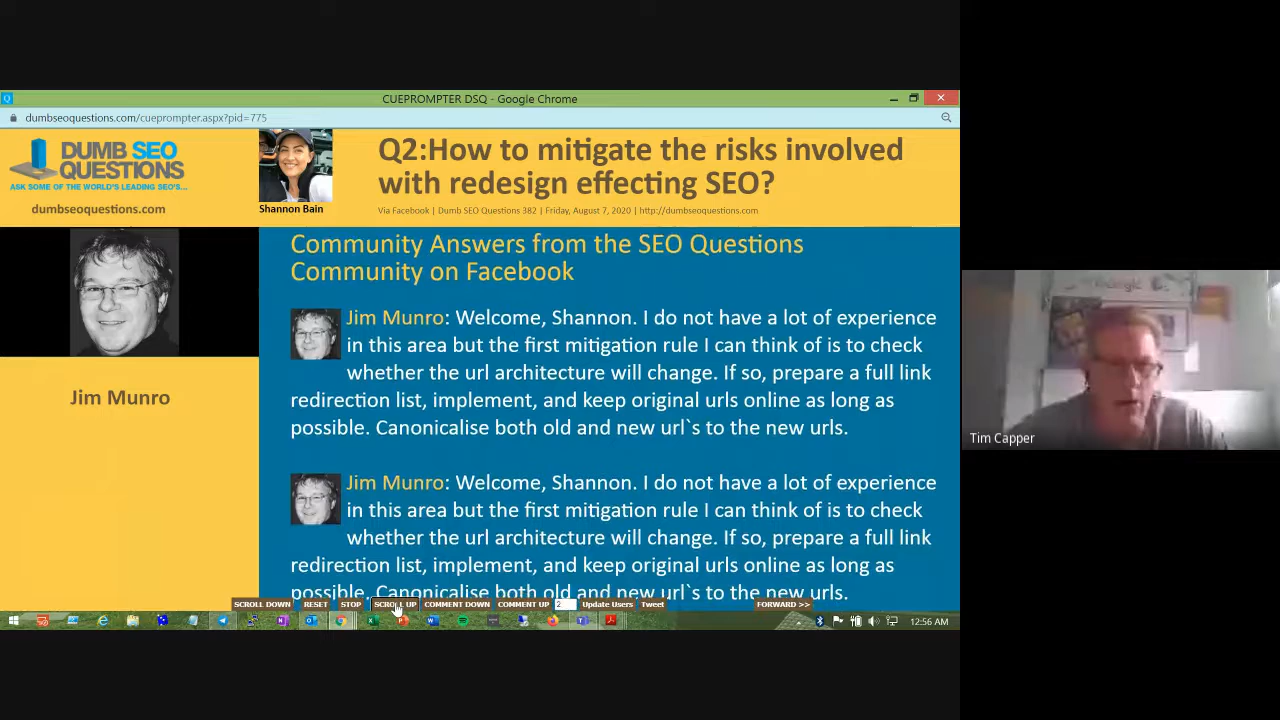 CUEPROMPTER DSQ - Google Chrome
dumbseoquestions.com/cueprompter.aspx?pid=775
DUMB SEO
QUESTIONS
ASK SOME OF THE WORLD'S LEADING SEO'S...
dumbseoquestions.com
Shannon Bain
Q2:How to mitigate the risks involved
with redesign effecting SEO?
Via Facebook | Dumb SEO Questions 382 | Friday, August 7, 2020 | http://dumbseoquestions.com
Jim Munro
Community Answers from the SEO Questions
Community on Facebook
Jim Munro: Welcome, Shannon. I do not have a lot of experience
in this area but the first mitigation rule I can think of is to check
whether the url architecture will change. If so, prepare a full link
redirection list, implement, and keep original urls online as long as
possible. Canonicalise both old and new url`s to the new urls.
Jim Munro: Welcome, Shannon. I do not have a lot of experience
in this area but the first mitigation rule I can think of is to check
whether the url architecture will change. If so, prepare a full link
redirection list, implement, and keep original urls online as long as
possible. Canonicalise both old and new url`s to the new urls.
SCROLL DOWN RESET STOP SCROLL UP COMMENT DOWN COMMENT UP 2 Update Users Tweet FORWARD >>
12:56 AM
Tim Capper